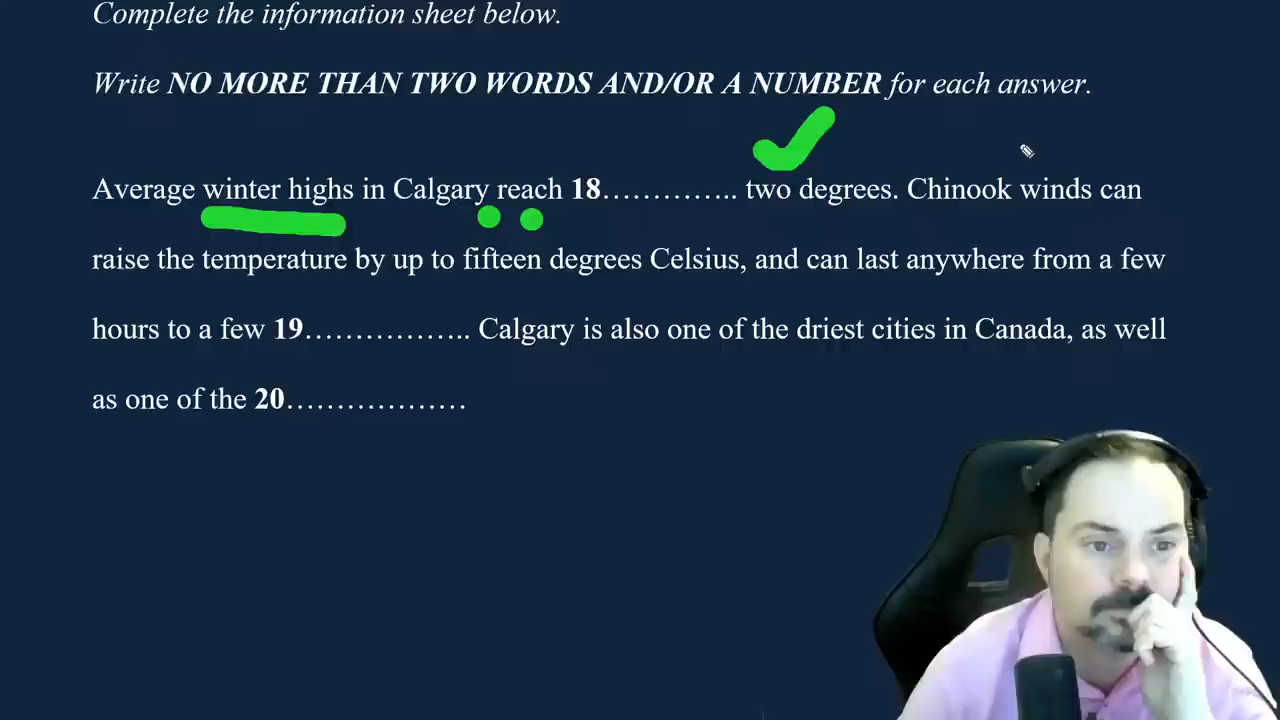 Complete the information sheet below.
Write NO MORE THAN TWO WORDS AND/OR A NUMBER for each answer.
Average winter highs in Calgary reach 18………….. two degrees. Chinook winds can
raise the temperature by up to fifteen degrees Celsius, and can last anywhere from a few
hours to a few 19…………….. Calgary is also one of the driest cities in Canada, as well
as one of the 20………………